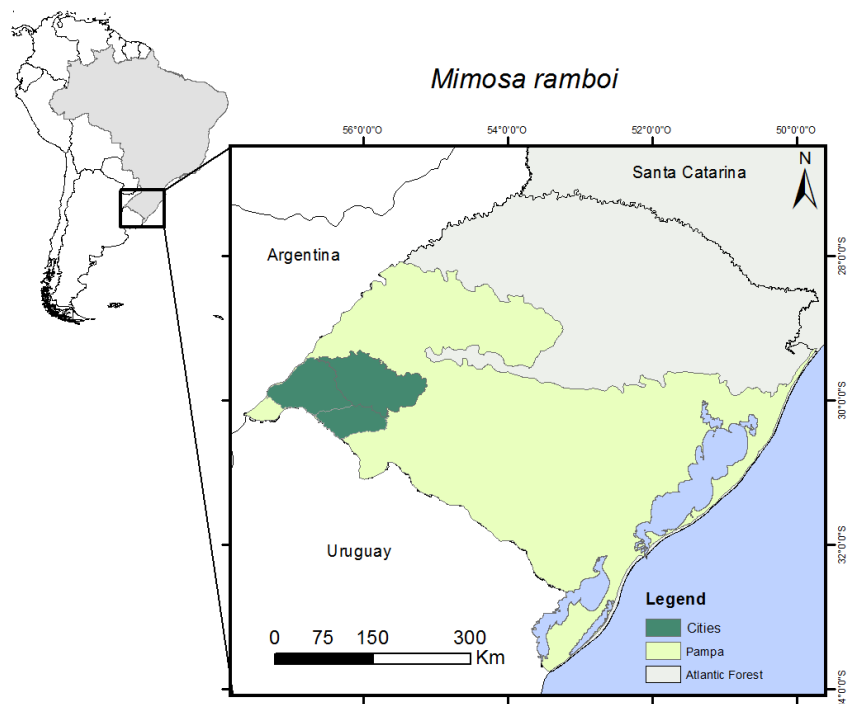 Mimosa ramboi
56°0'0"O
54°0'0"O
52°0'0"O
50°0'0"O
N
Santa Catarina
Argentina
28°0'0"S
30°0'0"S
Uruguay
32°0'0"S
Legend
Cities
Pampa
Atlantic Forest
0 75 150 300
Km